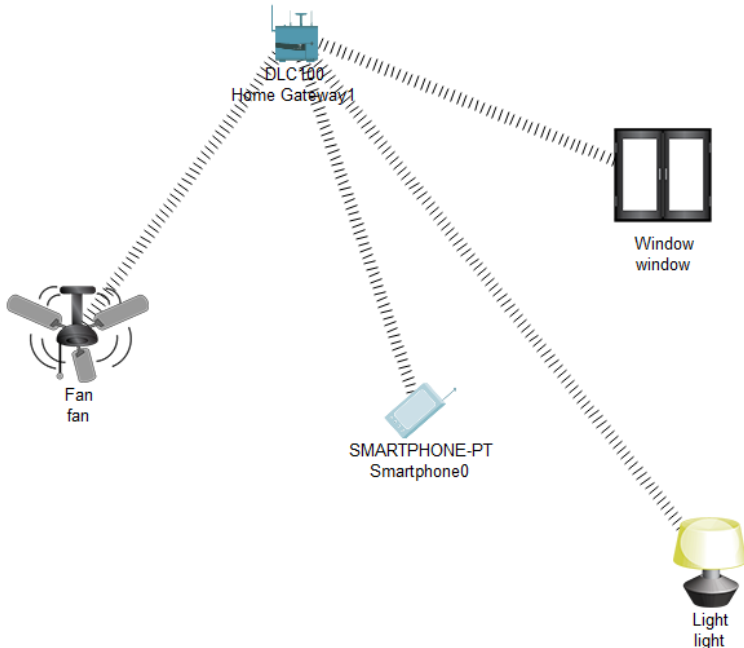 DLC100
Home Gateway1
Window
window
Fan
fan
SMARTPHONE-PT
Smartphone0
Light
light